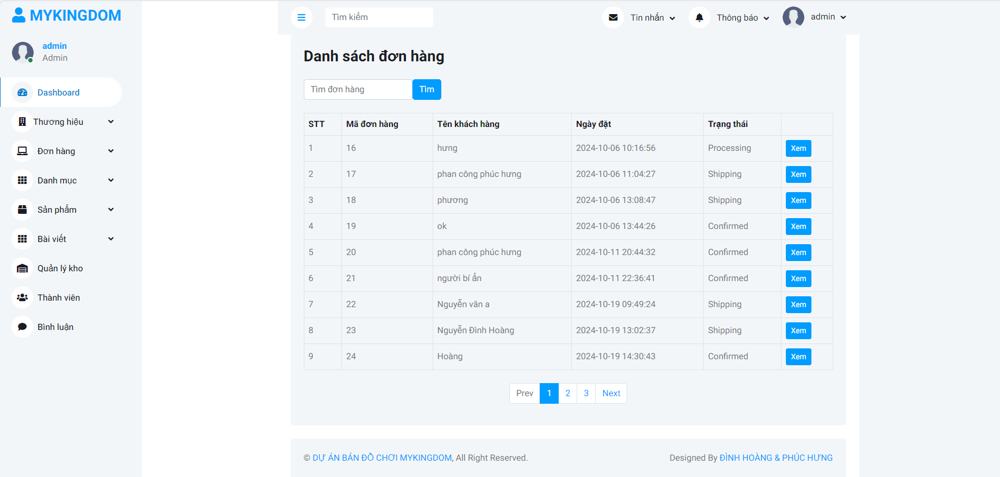 MYKINGDOM
admin
Admin
Dashboard
Thương hiệu
Đơn hàng
Danh mục
Sản phẩm
Bài viết
Quản lý kho
Thành viên
Bình luận
Tìm kiếm
Tin nhắn
Thông báo
admin
Danh sách đơn hàng
Tìm đơn hàng Tìm
STT Mã đơn hàng Tên khách hàng Ngày đặt Trạng thái
1 16 hưng 2024-10-06 10:16:56 Processing Xem
2 17 phan công phúc hưng 2024-10-06 11:04:27 Shipping Xem
3 18 phương 2024-10-06 13:08:47 Shipping Xem
4 19 ok 2024-10-06 13:44:26 Confirmed Xem
5 20 phan công phúc hưng 2024-10-11 20:44:32 Confirmed Xem
6 21 người bí ẩn 2024-10-11 22:36:41 Confirmed Xem
7 22 Nguyễn văn a 2024-10-19 09:49:24 Shipping Xem
8 23 Nguyễn Đình Hoàng 2024-10-19 13:02:37 Shipping Xem
9 24 Hoàng 2024-10-19 14:30:43 Confirmed Xem
Prev 1 2 3 Next
© DỰ ÁN BÁN ĐỒ CHƠI MYKINGDOM, All Right Reserved.
Designed By ĐÌNH HOÀNG & PHÚC HƯNG